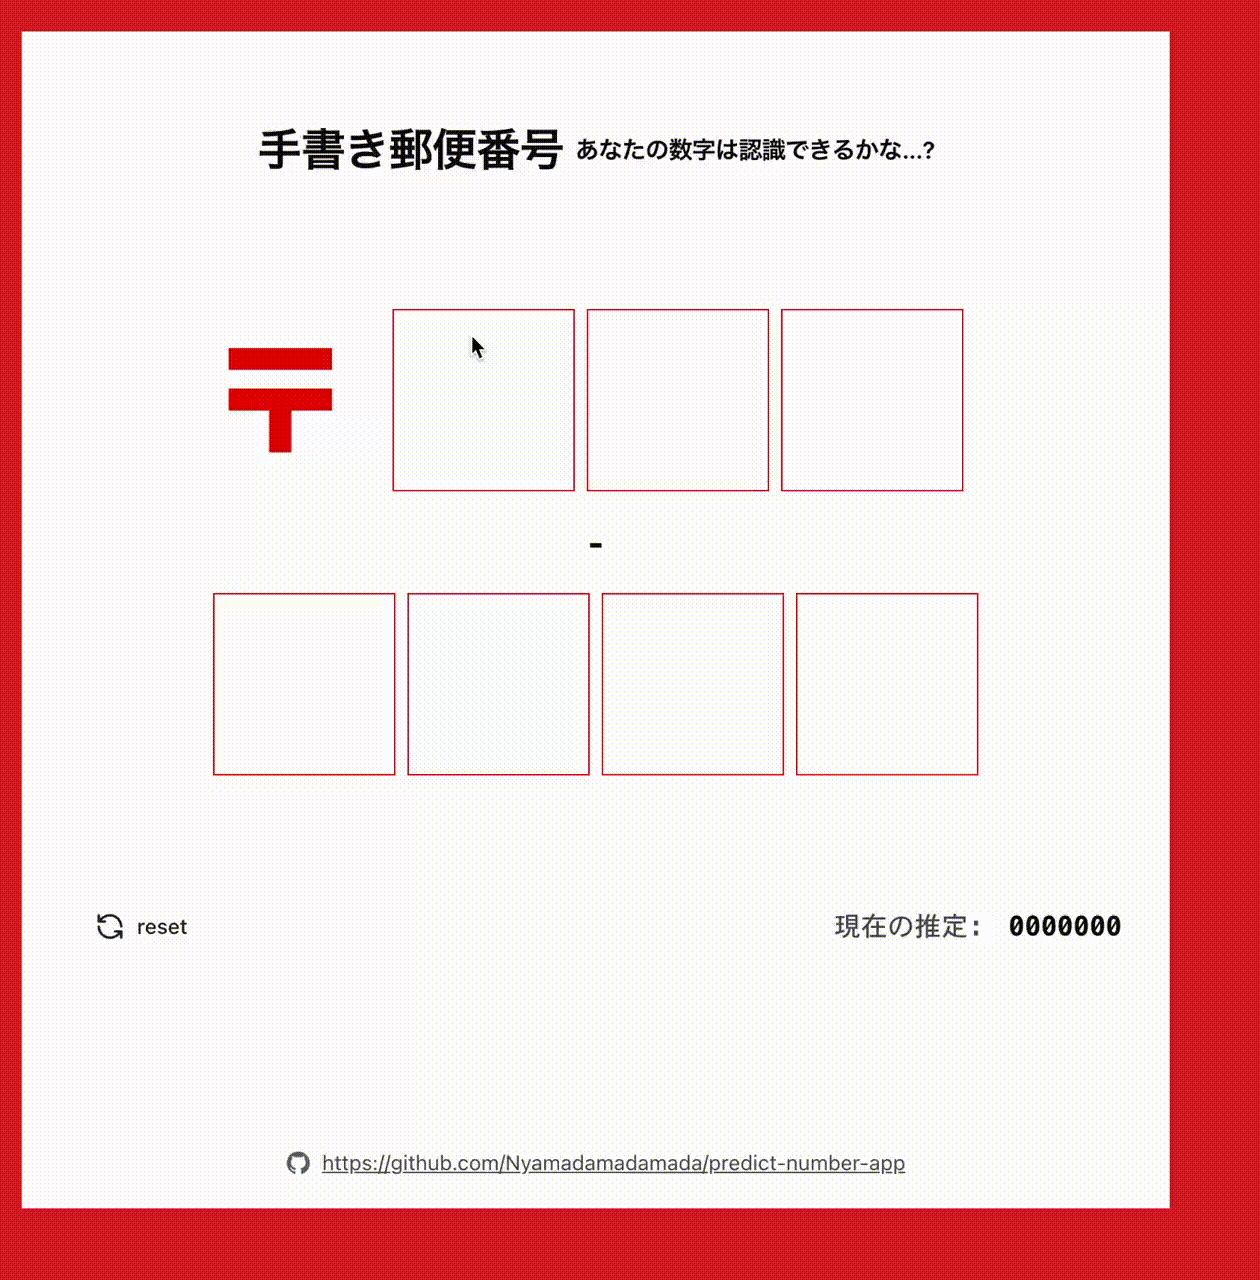 手書き郵便番号 あなたの数字は認識できるかな...?
〒
-
reset
現在の推定: 0000000
https://github.com/Nyamadamadamada/predict-number-app